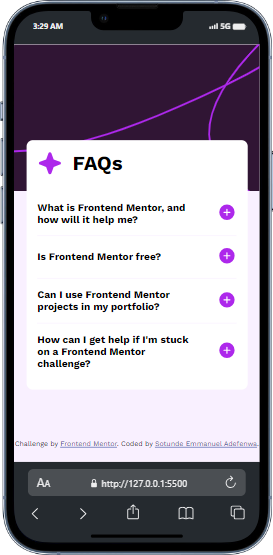 3:29 AM
5G
FAQs
What is Frontend Mentor, and
how will it help me?
Is Frontend Mentor free?
Can I use Frontend Mentor
projects in my portfolio?
How can I get help if I'm stuck
on a Frontend Mentor
challenge?
Challenge by Frontend Mentor. Coded by Sotunde Emmanuel Adefenwa.
AA
http://127.0.0.1:5500